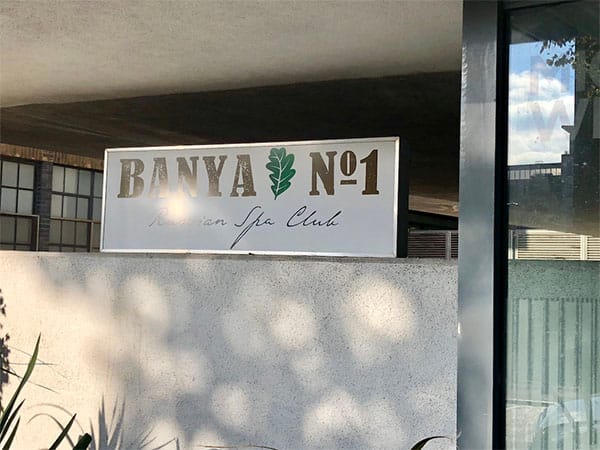 BANYA №1
Russian Spa Club